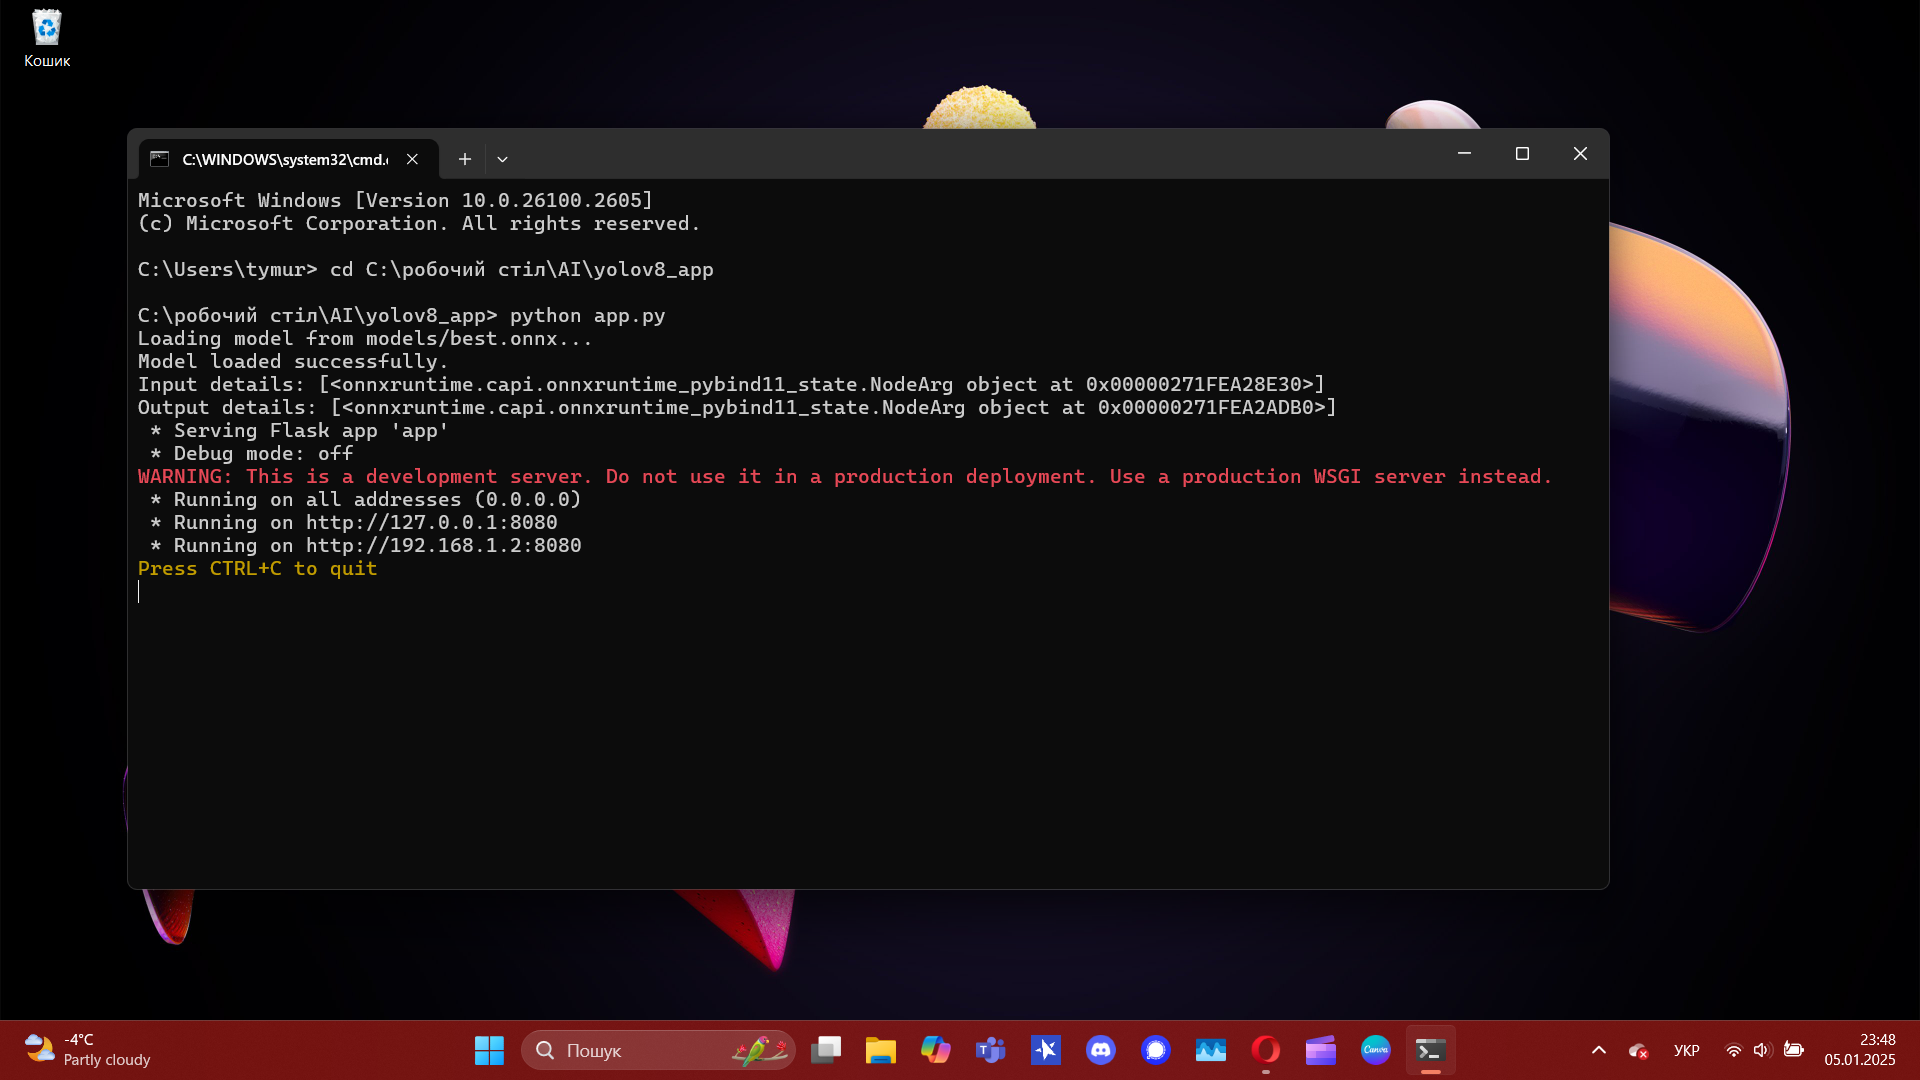 Кошик
C:\WINDOWS\system32\cmd.
Microsoft Windows [Version 10.0.26100.2605]
(c) Microsoft Corporation. All rights reserved.
C:\Users\tymur> cd C:\робочий стіл\AI\yolov8_app
C:\робочий стіл\AI\yolov8_app> python app.py
Loading model from models/best.onnx...
Model loaded successfully.
Input details: [<onnxruntime.capi.onnxruntime_pybind11_state.NodeArg object at 0x00000271FEA28E30>]
Output details: [<onnxruntime.capi.onnxruntime_pybind11_state.NodeArg object at 0x00000271FEA2ADB0>]
* Serving Flask app 'app'
* Debug mode: off
WARNING: This is a development server. Do not use it in a production deployment. Use a production WSGI server instead.
* Running on all addresses (0.0.0.0)
* Running on http://127.0.0.1:8080
* Running on http://192.168.1.2:8080
Press CTRL+C to quit
-4°C
Partly cloudy
Пошук
Canva
УКР
23:48
05.01.2025